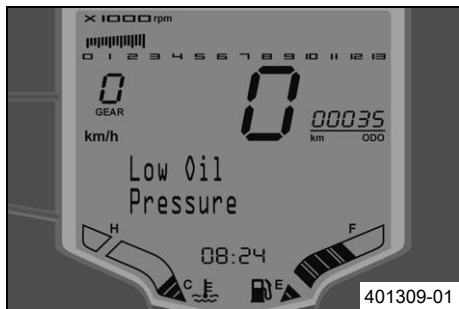 X 1000 rpm
0 1 2 3 4 5 6 7 8 9 10 11 12 13
0 0 00035
GEAR km ODO
km/h
Low Oil
Pressure
H F
08:24
C E
401309-01